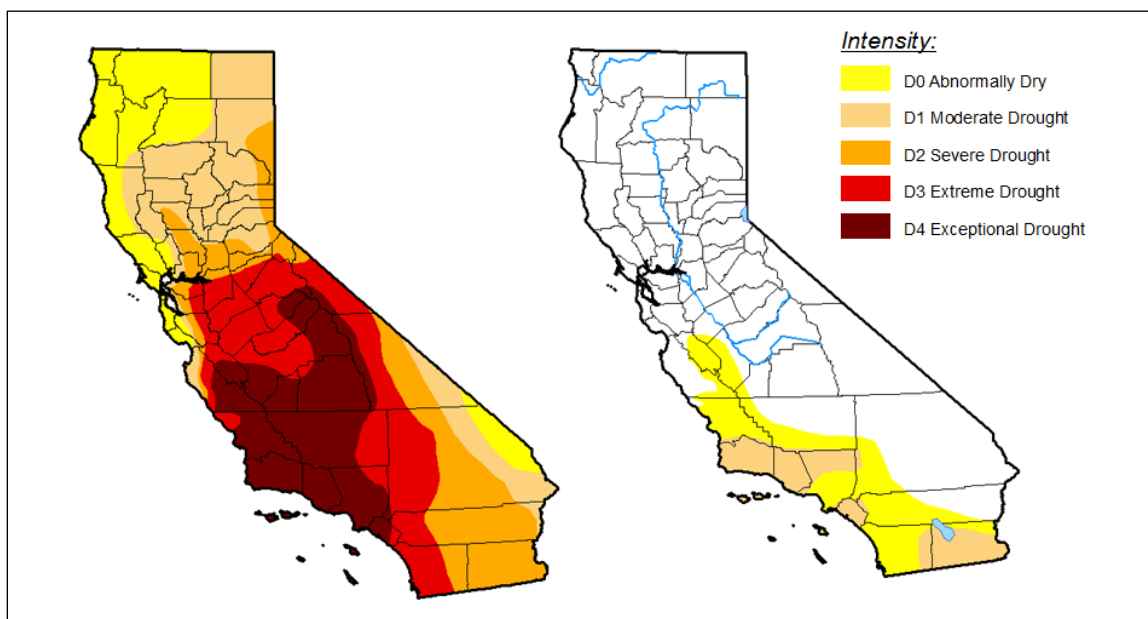 Intensity:
D0 Abnormally Dry
D1 Moderate Drought
D2 Severe Drought
D3 Extreme Drought
D4 Exceptional Drought